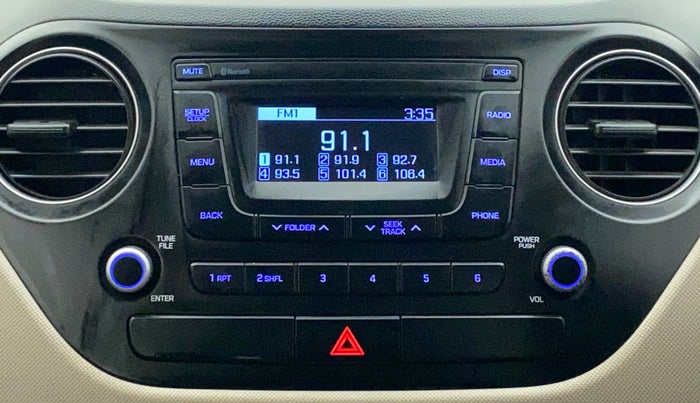 MUTE Bluetooth DISP
SETUP
CLOCK
FM1 3:35
RADIO
91.1
MENU
1 91.1 2 91.9 3 92.7
4 93.5 5 101.4 6 106.4
MEDIA
BACK
FOLDER
SEEK
TRACK
PHONE
TUNE
FILE
POWER
PUSH
1 RPT 2 SHFL 3 4 5 6
ENTER
VOL